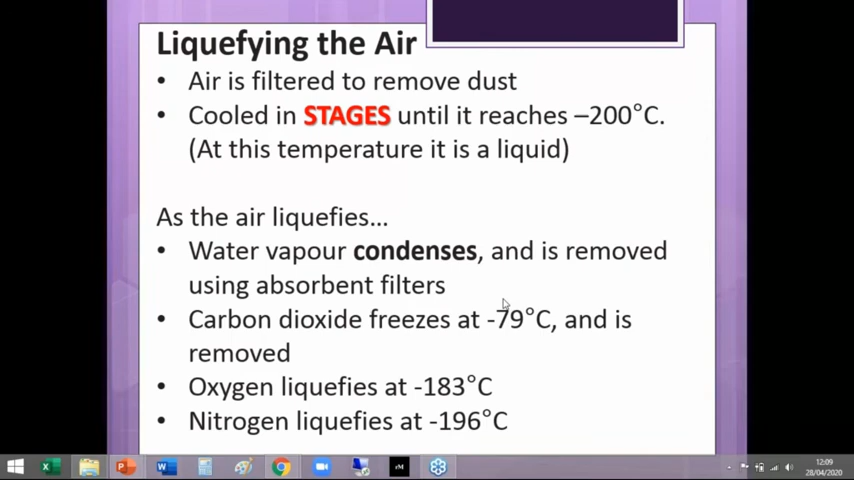 Liquefying the Air
• Air is filtered to remove dust
• Cooled in STAGES until it reaches –200°C.
(At this temperature it is a liquid)
As the air liquefies...
• Water vapour condenses, and is removed
using absorbent filters
• Carbon dioxide freezes at -79°C, and is
removed
• Oxygen liquefies at -183°C
• Nitrogen liquefies at -196°C
12:09
28/04/2020